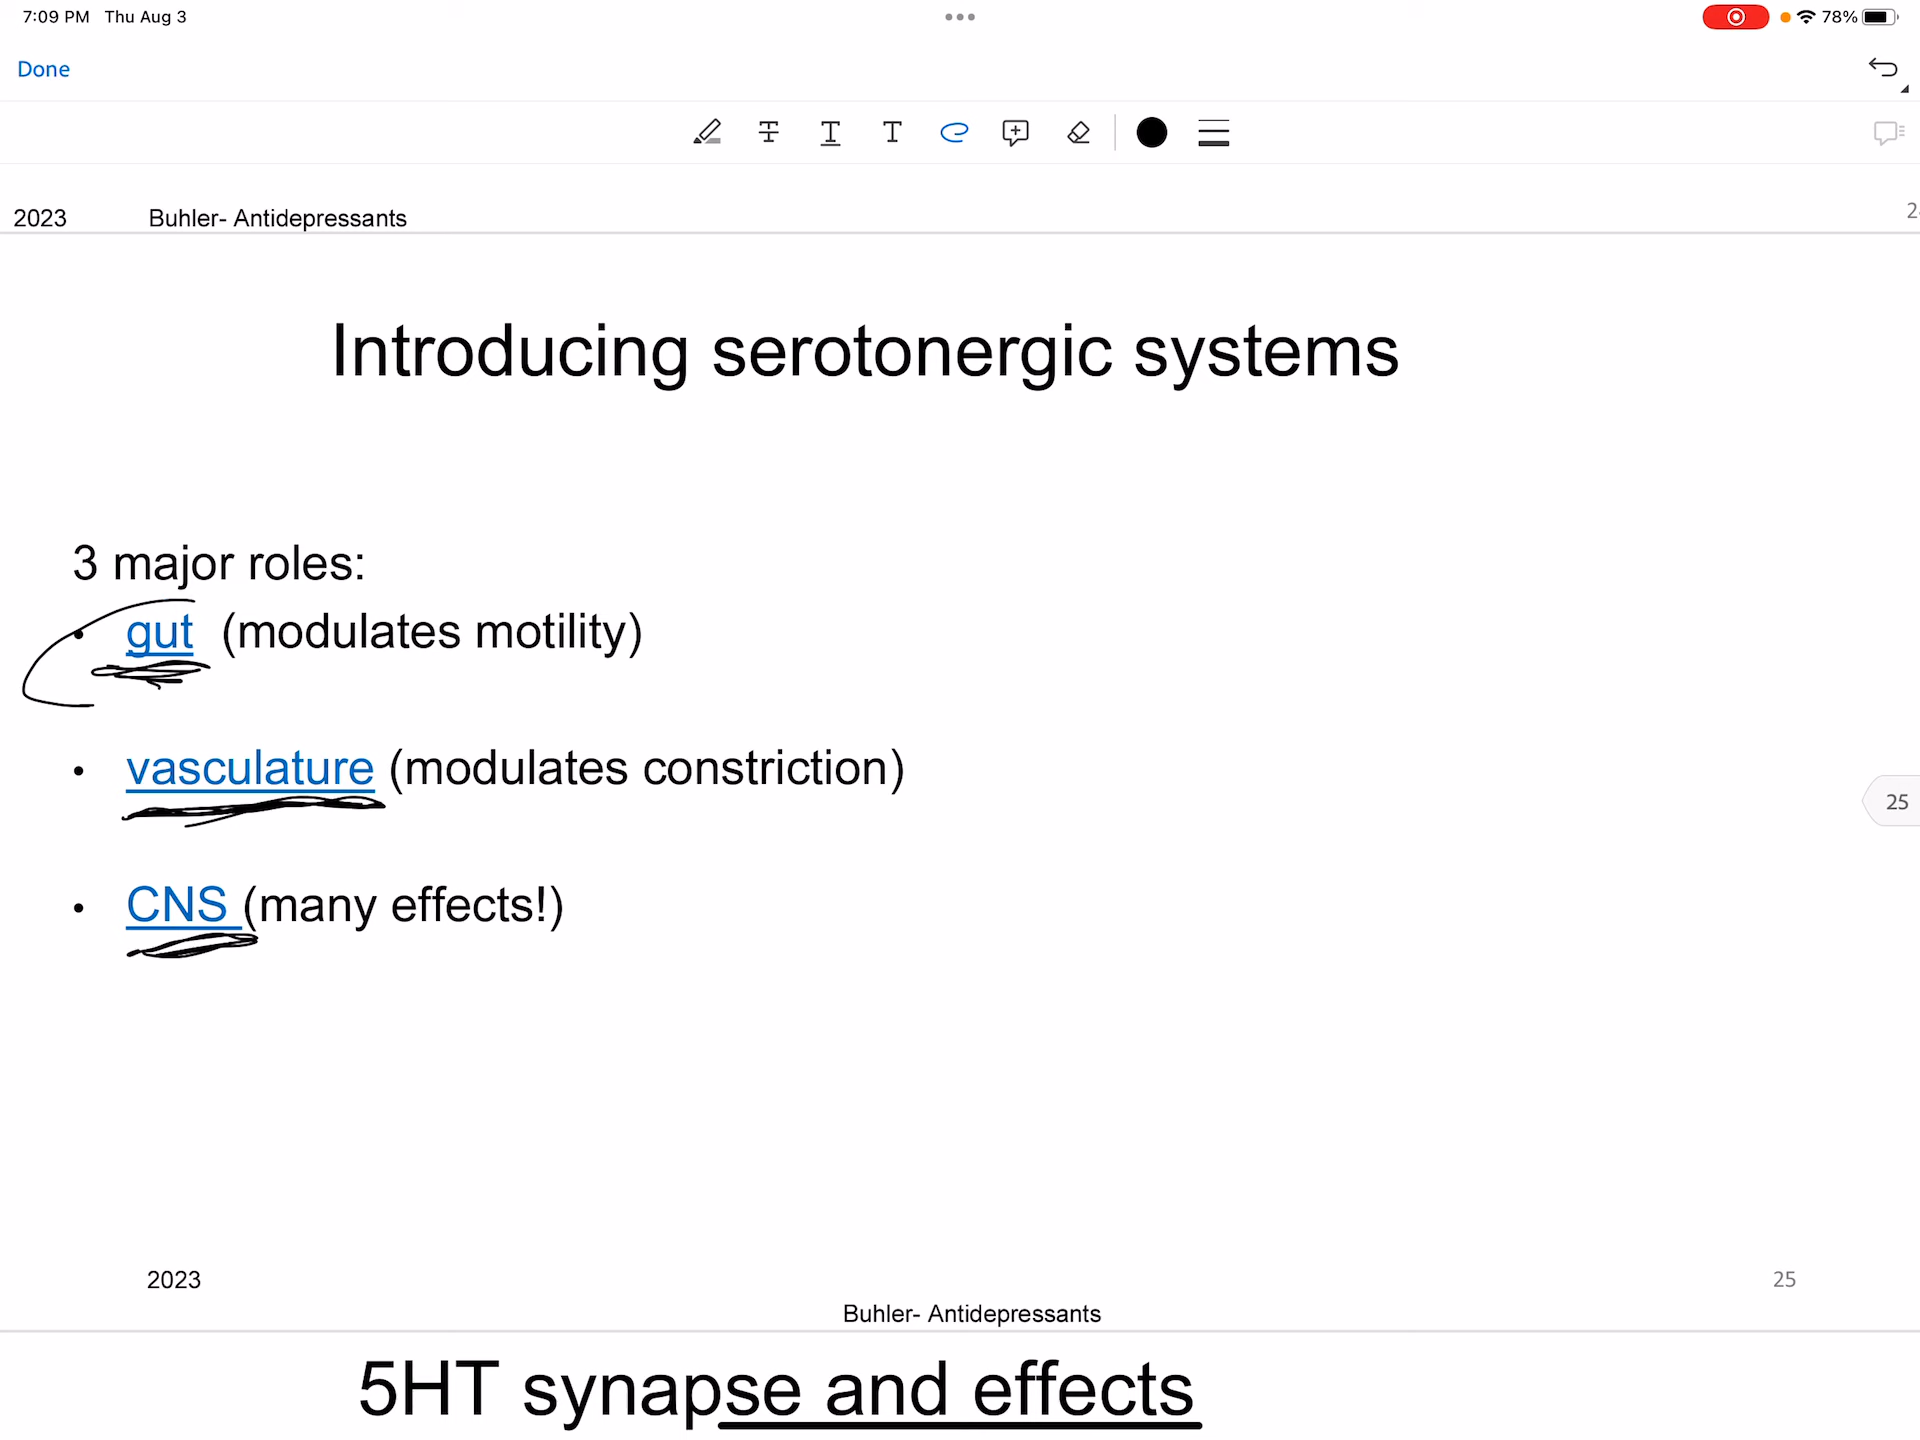 7:09 PM Thu Aug 3
78%
Done
2023 Buhler- Antidepressants
Introducing serotonergic systems
3 major roles:
• gut (modulates motility)
• vasculature (modulates constriction)
25
• CNS (many effects!)
2023
25
Buhler- Antidepressants
5HT synapse and effects